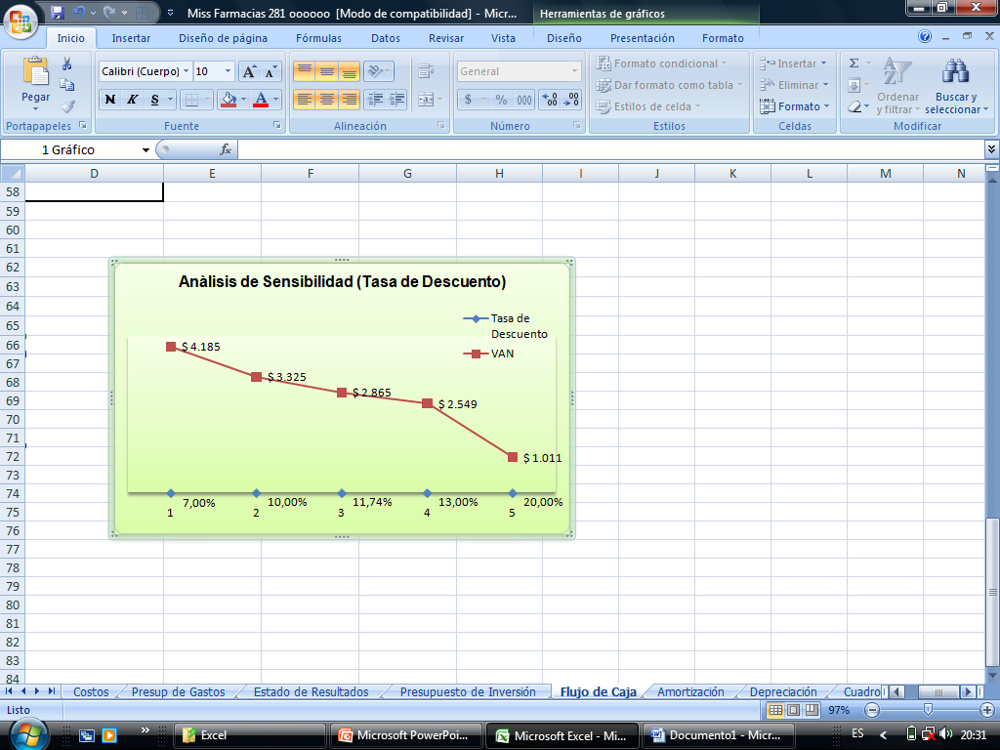 Miss Farmacias 281 oooooo [Modo de compatibilidad] - Micr...
Herramientas de gráficos
Inicio Insertar Diseño de página Fórmulas Datos Revisar Vista Diseño Presentación Formato
Pegar
Portapapeles
Calibri (Cuerpo) 10 A A
N K S A
Fuente
Alineación
General
$ % 000 ,00 ,00
Número
Formato condicional
Dar formato como tabla
Estilos de celda
Estilos
Insertar
Eliminar
Formato
Celdas
Σ
Ordenar
y filtrar
Buscar y
seleccionar
Modificar
1 Gráfico fx
D E F G H I J K L M N
58
59
60
61
62
63
64
65
66
67
68
69
70
71
72
73
74
75
76
77
78
79
80
81
82
83
84
Anàlisis de Sensibilidad (Tasa de Descuento)
Tasa de
Descuento
VAN
$ 4.185
$ 3.325
$ 2.865
$ 2.549
$ 1.011
7,00% 10,00% 11,74% 13,00% 20,00%
1 2 3 4 5
Costos Presup de Gastos Estado de Resultados Presupuesto de Inversión Flujo de Caja Amortización Depreciación Cuadro
Listo 97%
Excel Microsoft PowerPoi... Microsoft Excel - Mi... Documento1 - Micr... ES 20:31